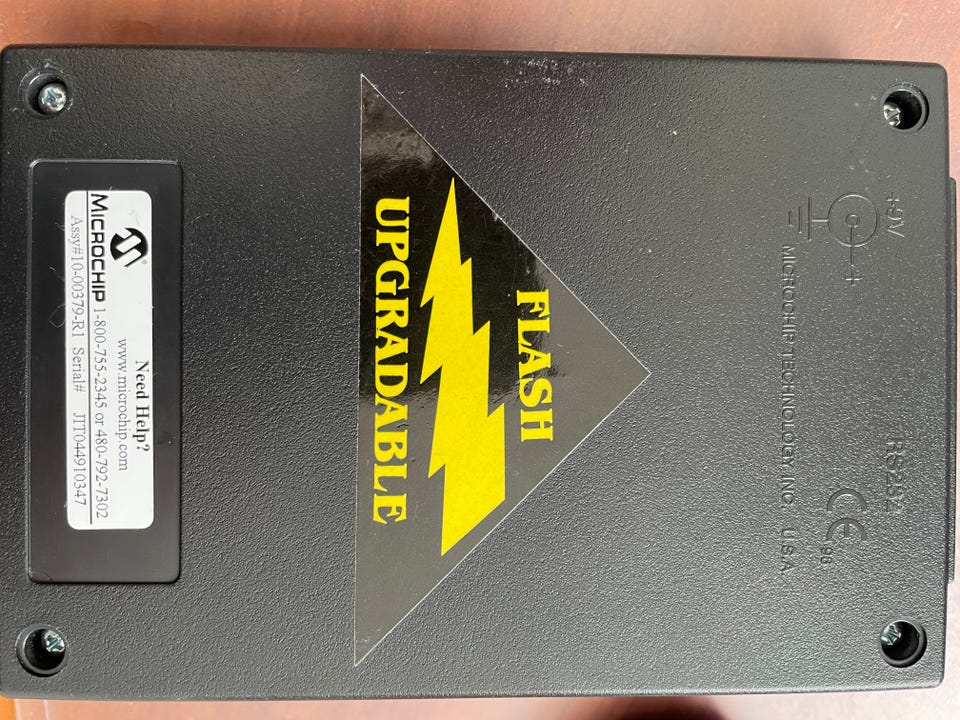 +9V
RS232
MICROCHIP TECHNOLOGY INC. U.S.A.
CE 96
FLASH
UPGRADABLE
Need Help?
www.microchip.com
MICROCHIP ® 1-800-755-2345 or 480-792-7302
Assy#10-00379-R1 Serial# JIT044910347